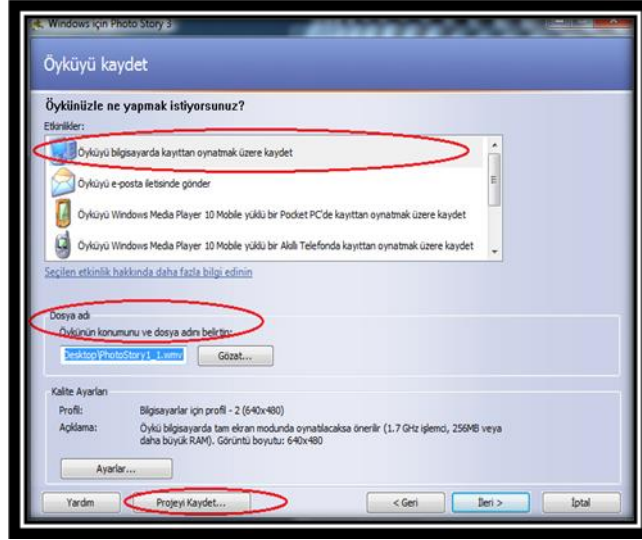 Windows için Photo Story 3
Öyküyü kaydet
Öykünüzle ne yapmak istiyorsunuz?
Etkinlikler:
Öyküyü bilgisayarda kayıttan oynatmak üzere kaydet
Öyküyü e-posta iletisinde gönder
Öyküyü Windows Media Player 10 Mobile yüklü bir Pocket PC'de kayıttan oynatmak üzere kaydet
Öyküyü Windows Media Player 10 Mobile yüklü bir Akıllı Telefonda kayıttan oynatmak üzere kaydet
Seçilen etkinlik hakkında daha fazla bilgi edinin
Dosya adı
Öykünün konumunu ve dosya adını belirtin:
Desktop\PhotoStory1_1.wmv Gözat...
Kalite Ayarları
Profil: Bilgisayarlar için profil - 2 (640x480)
Açıklama: Öykü bilgisayarda tam ekran modunda oynatılacaksa önerilir (1.7 GHz işlemci, 256MB veya
daha büyük RAM). Görüntü boyutu: 640x480
Ayarlar...
Yardım Projeyi Kaydet... < Geri İleri > İptal